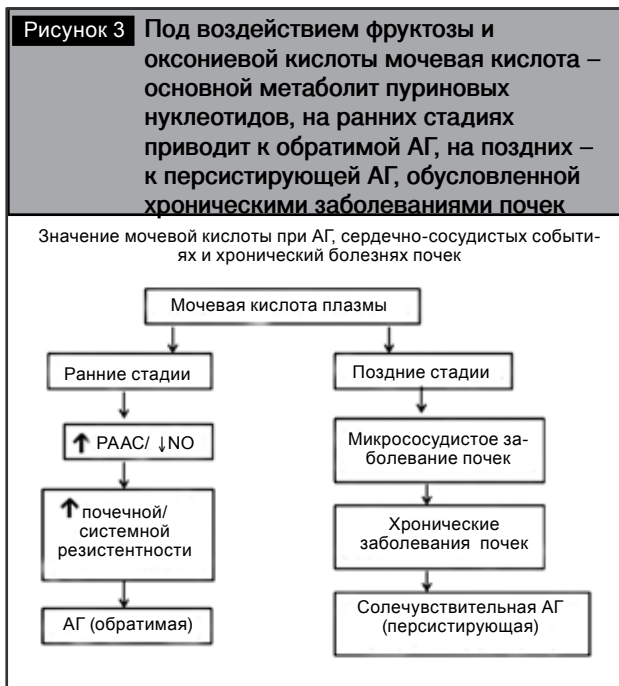 Рисунок 3 Под воздействием фруктозы и
оксониевой кислоты мочевая кислота –
основной метаболит пуриновых
нуклеотидов, на ранних стадиях
приводит к обратимой АГ, на поздних –
к персистирующей АГ, обусловленной
хроническими заболеваниями почек
Значение мочевой кислоты при АГ, сердечно-сосудистых событи-
ях и хронический болезнях почек
Мочевая кислота плазмы
Ранние стадии
↑ РААС/ ↓NO
↑ почечной/
системной
резистентности
АГ (обратимая)
Поздние стадии
Микрососудистое за-
болевание почек
Хронические
заболевания почек
Солечувствительная АГ
(персистирующая)